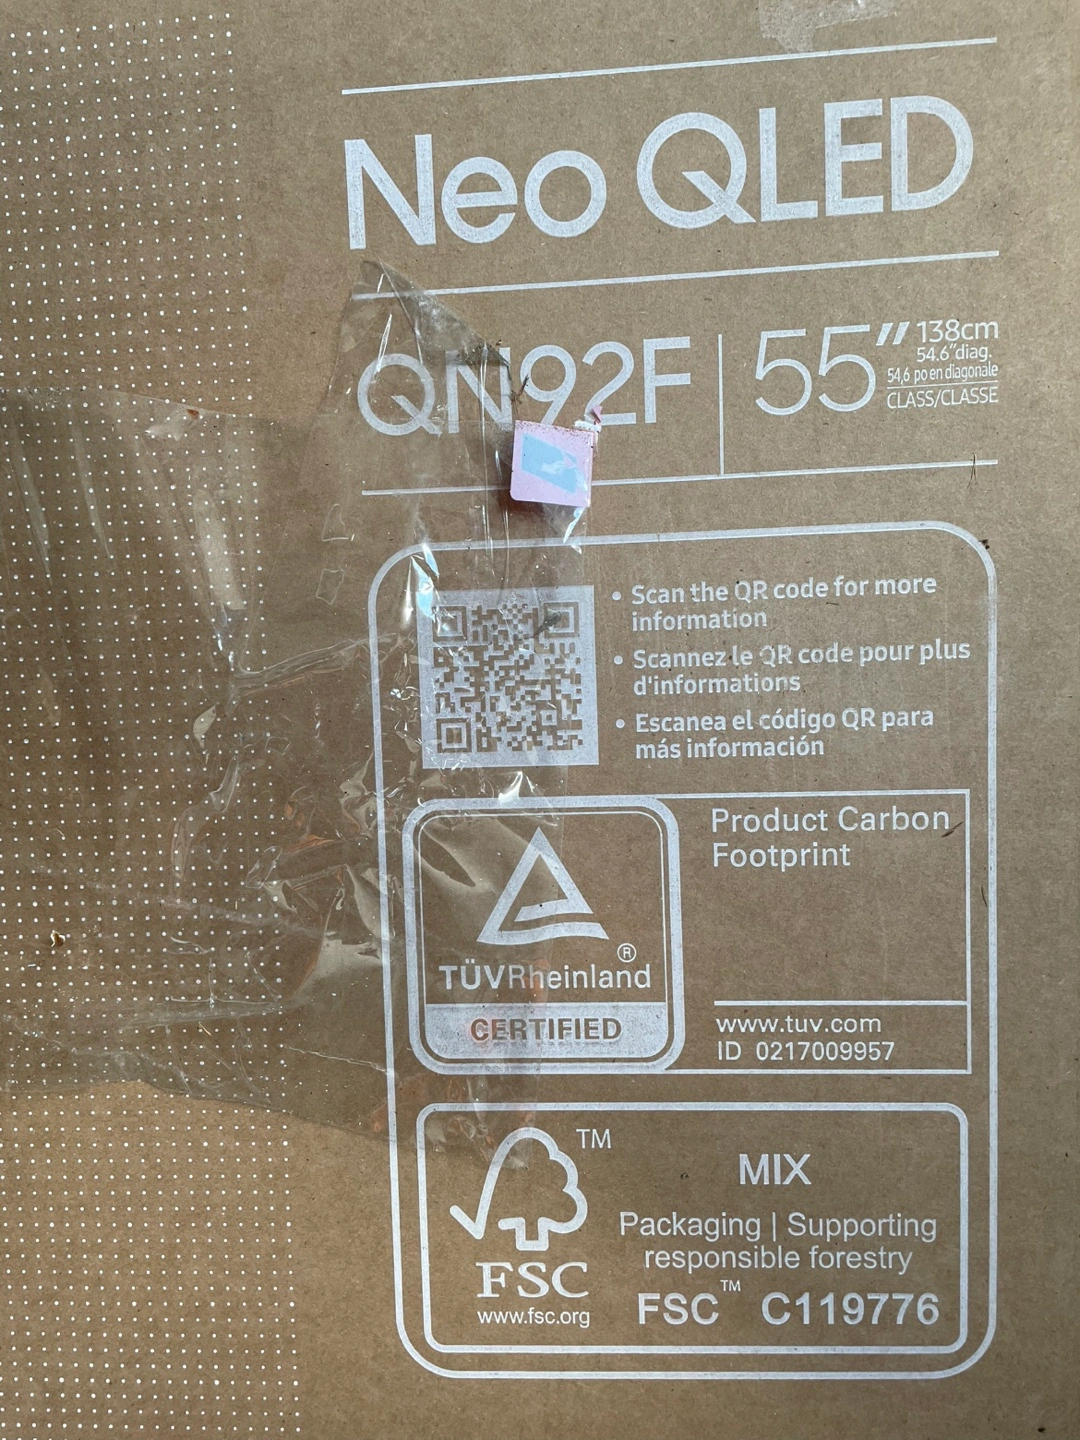 Neo QLED
QN92F
55"
138cm
54.6"diag.
54,6 po en diagonale
CLASS/CLASSE
• Scan the QR code for more
information
• Scannez le QR code pour plus
d'informations
• Escanea el código QR para
más información
TÜVRheinland®
CERTIFIED
Product Carbon
Footprint
www.tuv.com
ID 0217009957
TM
FSC
www.fsc.org
MIX
Packaging | Supporting
responsible forestry
FSC™ C119776